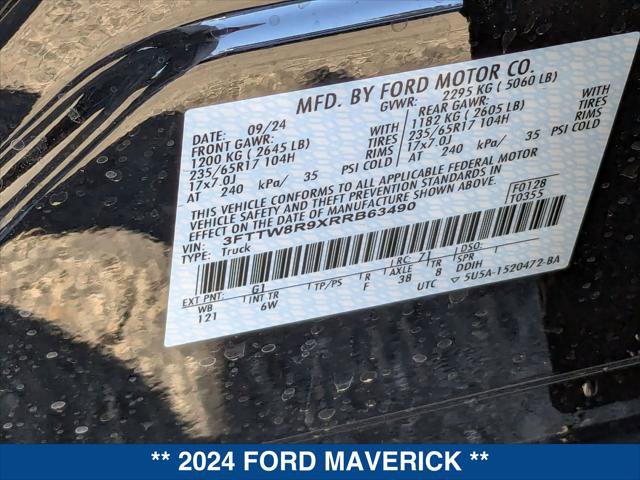 MFD. BY FORD MOTOR CO.
DATE: 09/24
GVWR: 2295 KG ( 5060 LB)
FRONT GAWR:
1200 KG ( 2645 LB)
WITH
235/65R17 104H
TIRES
17x7.0J
RIMS
AT 240 kPa/ 35 PSI COLD
REAR GAWR:
1182 KG ( 2605 LB)
WITH
235/65R17 104H
TIRES
17x7.0J
RIMS
AT 240 kPa/ 35 PSI COLD
THIS VEHICLE CONFORMS TO ALL APPLICABLE FEDERAL MOTOR
VEHICLE SAFETY AND THEFT PREVENTION STANDARDS IN
EFFECT ON THE DATE OF MANUFACTURE SHOWN ABOVE.
VIN: 3FTTW8R9XRRB63490
TYPE: Truck
F0128
T0355
EXT PNT: G1 RC: 71 DSO:
WB INT TR TP/PS R AXLE TR SPR
121 6W F 38 8 DDIH
UTC 5U5A-1520472-BA
** 2024 FORD MAVERICK **